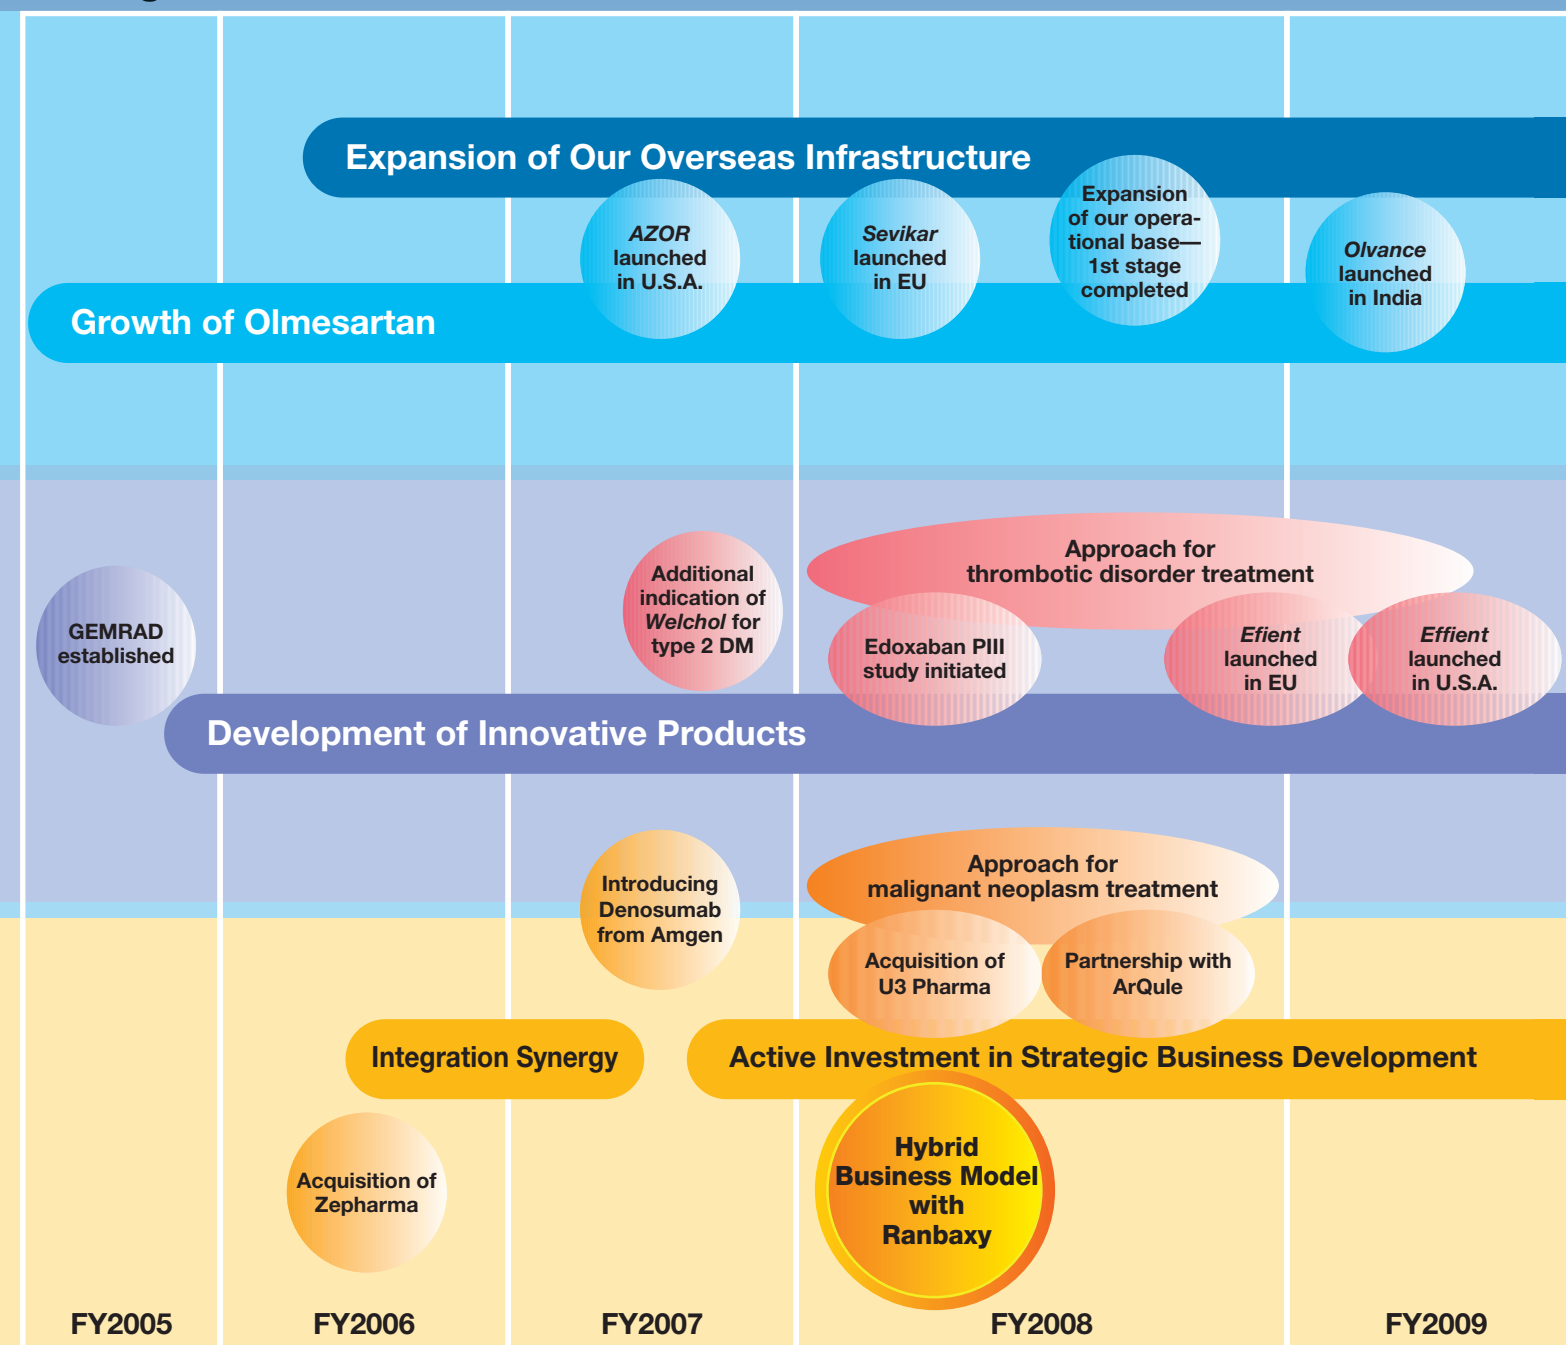 Expansion of Our Overseas Infrastructure
AZOR
launched
in U.S.A.
Sevikar
launched
in EU
Expansion
of our opera-
tional base—
1st stage
completed
Olvance
launched
in India
Growth of Olmesartan
Approach for
thrombotic disorder treatment
GEMRAD
established
Additional
indication of
Welchol for
type 2 DM
Edoxaban PIII
study initiated
Efient
launched
in EU
Effient
launched
in U.S.A.
Development of Innovative Products
Introducing
Denosumab
from Amgen
Approach for
malignant neoplasm treatment
Acquisition of
U3 Pharma
Partnership with
ArQule
Integration Synergy
Active Investment in Strategic Business Development
Acquisition of
Zepharma
Hybrid
Business Model
with
Ranbaxy
FY2005
FY2006
FY2007
FY2008
FY2009